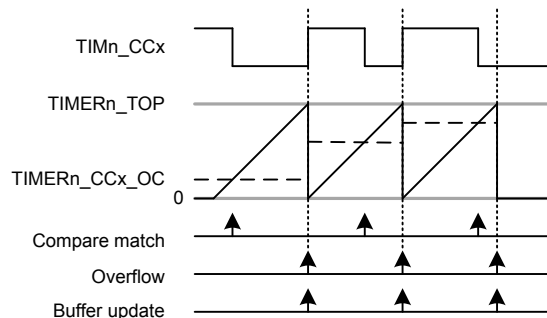 TIMn_CCx
TIMERn_TOP
TIMERn_CCx_OC
0
Compare match
Overflow
Buffer update